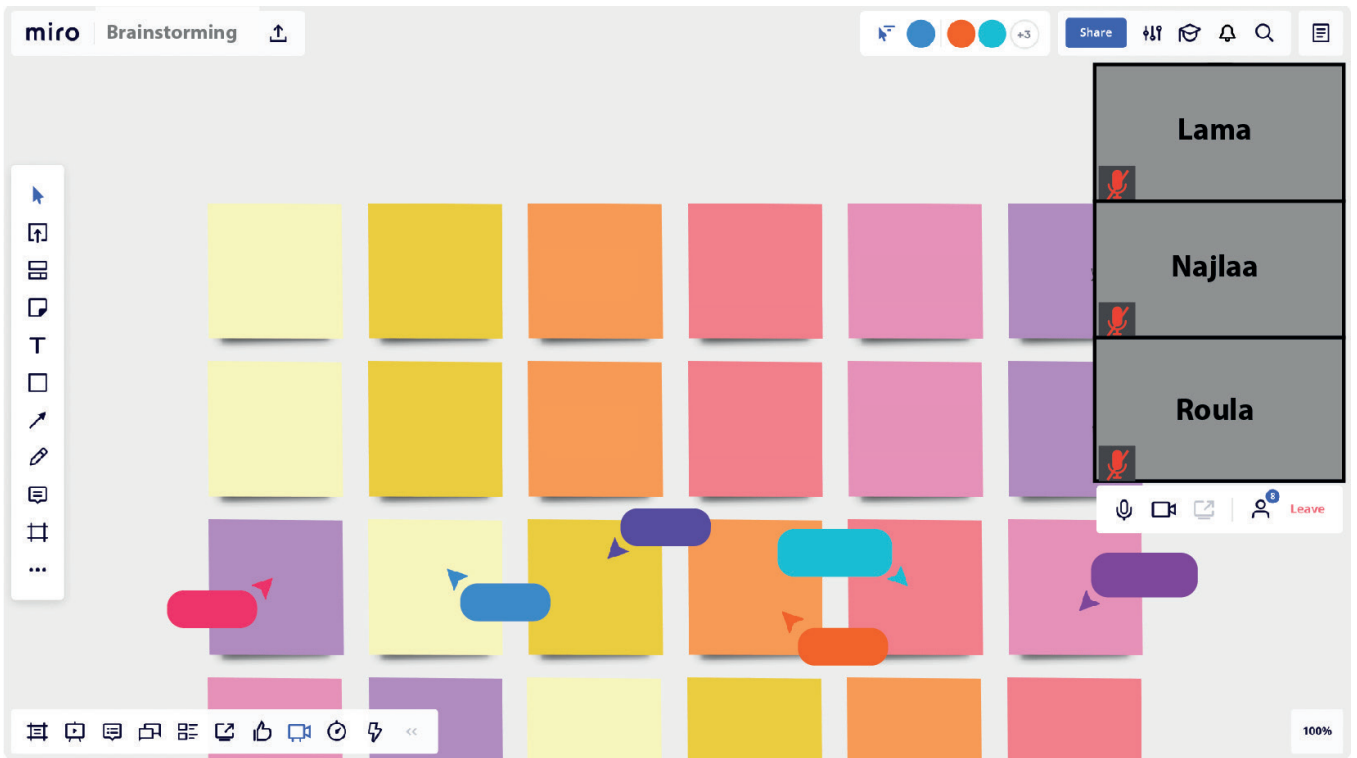 miro
Brainstorming
+3
Share
Lama
Najlaa
Roula
8
Leave
T
100%